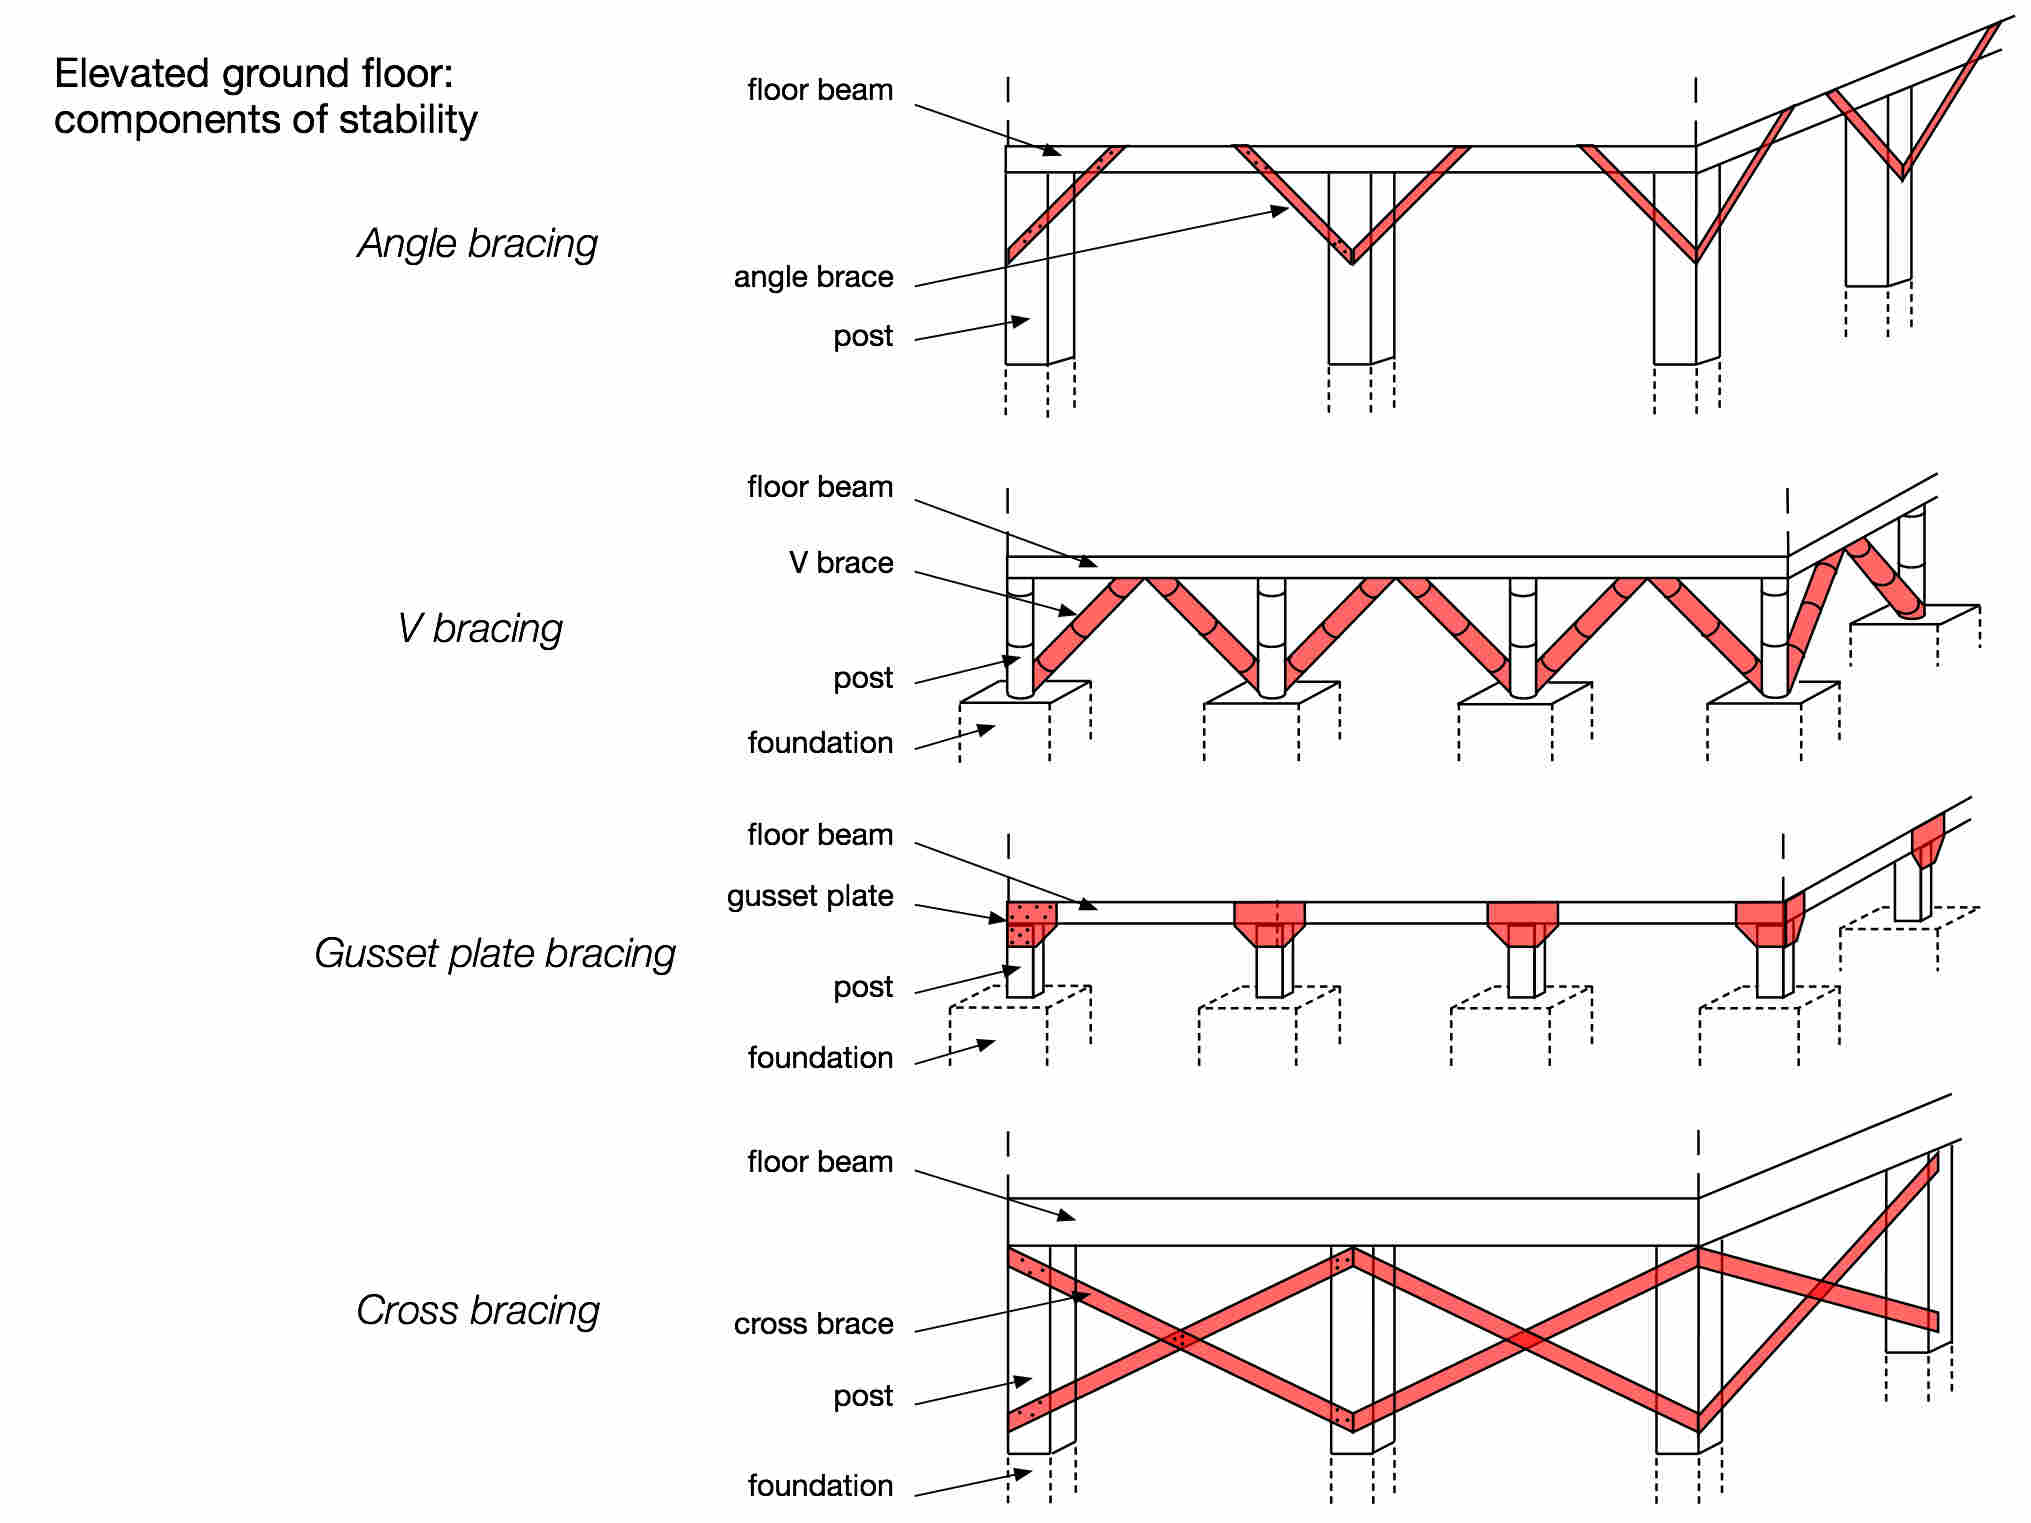 Elevated ground floor:
components of stability
Angle bracing
floor beam
angle brace
post
V bracing
floor beam
V brace
post
foundation
Gusset plate bracing
floor beam
gusset plate
post
foundation
Cross bracing
floor beam
cross brace
post
foundation